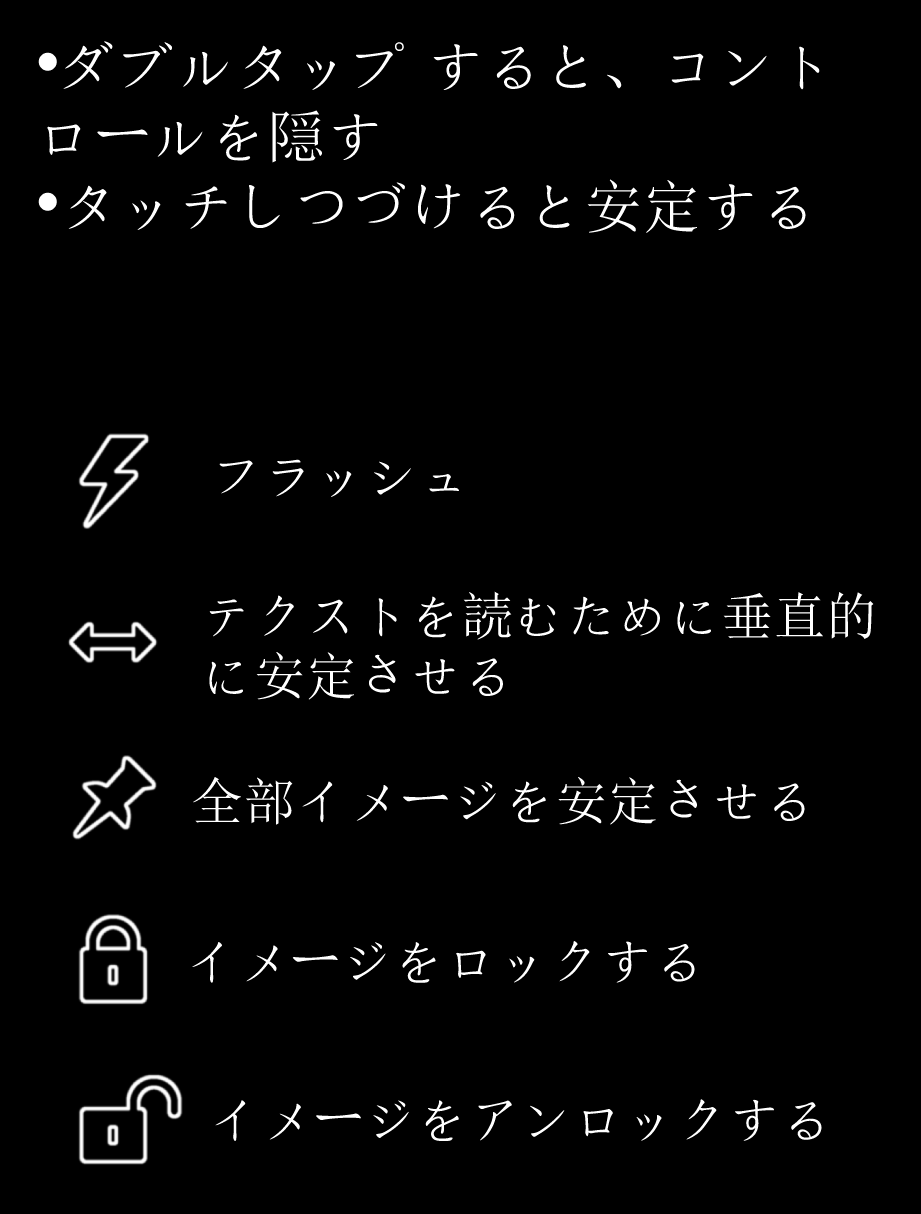 •ダブルタップ すると、コント
ロールを隠す
•タッチしつづけると安定する
フラッシュ
テクストを読むために垂直的
に安定させる
全部イメージを安定させる
イメージをロックする
イメージをアンロックする